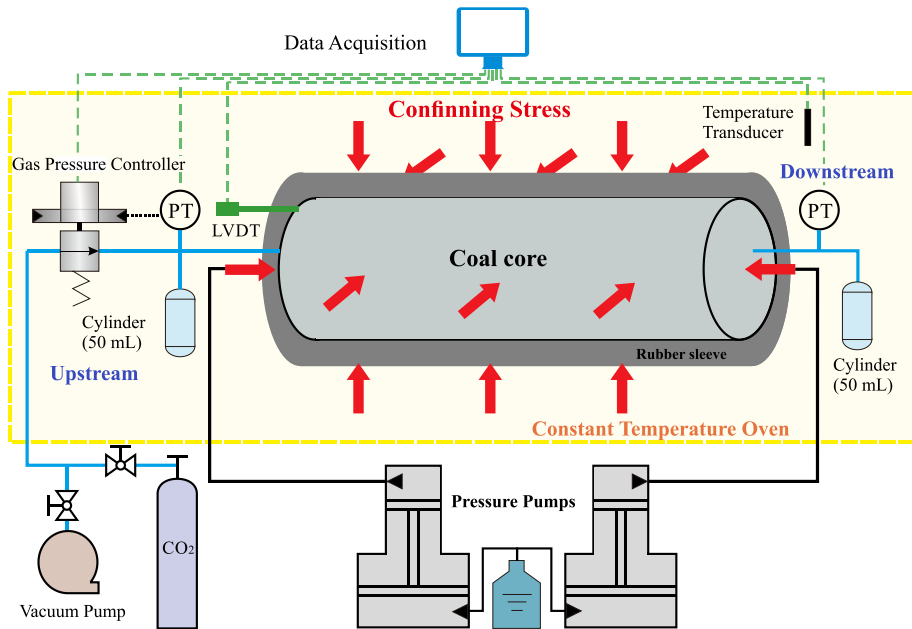 Data Acquisition
Confinning Stress
Temperature
Transducer
Gas Pressure Controller
Downstream
PT
PT
LVDT
Coal core
Cylinder
(50 mL)
Rubber sleeve
Cylinder
(50 mL)
Upstream
Constant Temperature Oven
Pressure Pumps
CO₂
Vacuum Pump